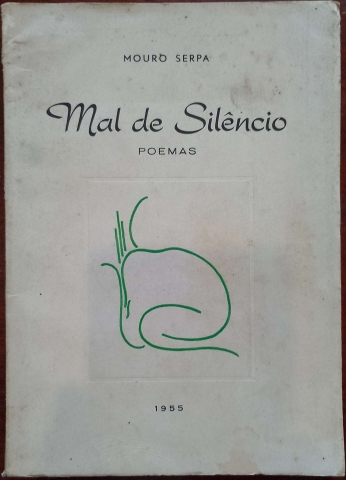 MOURO SERPA
Mal de Silêncio
POEMAS
1955